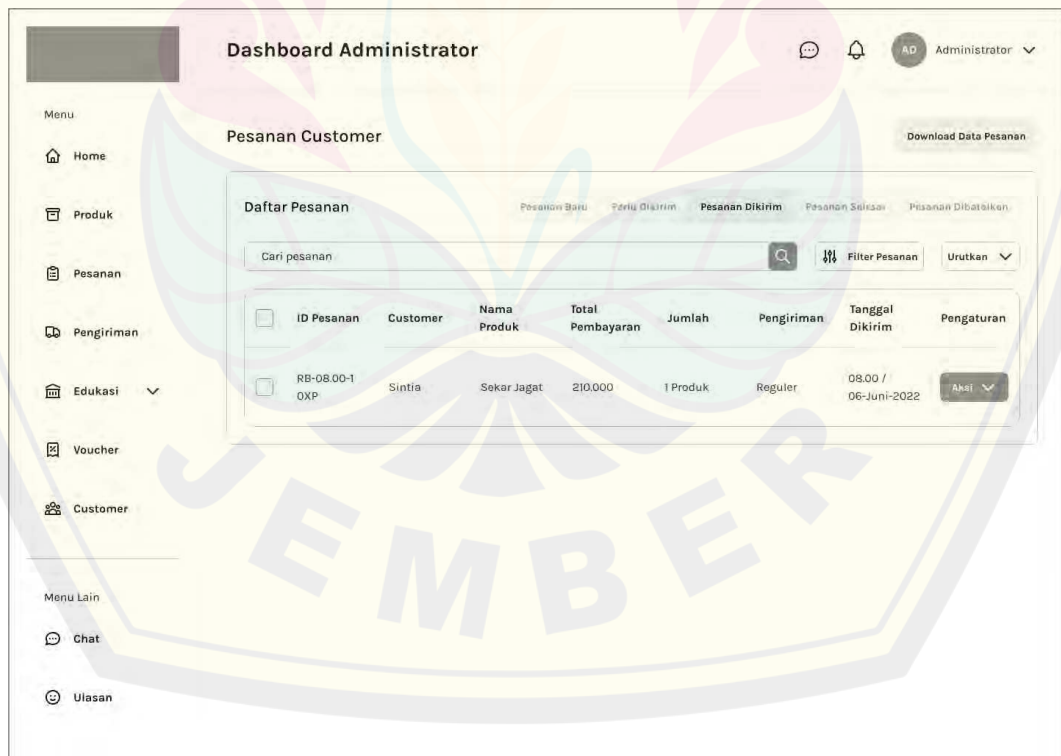 Dashboard Administrator
AD
Administrator
Menu
Home
Produk
Pesanan
Pengiriman
Edukasi
Voucher
Customer
Menu Lain
Chat
Ulasan
Pesanan Customer
Download Data Pesanan
Daftar Pesanan
Pesanan Baru Perlu Dikirim Pesanan Dikirim Pesanan Selesai Pesanan Dibatalkan
Cari pesanan
Filter Pesanan
Urutkan
ID Pesanan Customer Nama Produk Total Pembayaran Jumlah Pengiriman Tanggal Dikirim Pengaturan
RB-08.00-1
0XP
Sintia Sekar Jagat 210.000 1 Produk Reguler
08.00 /
06-Juni-2022
Aksi
JEMBER